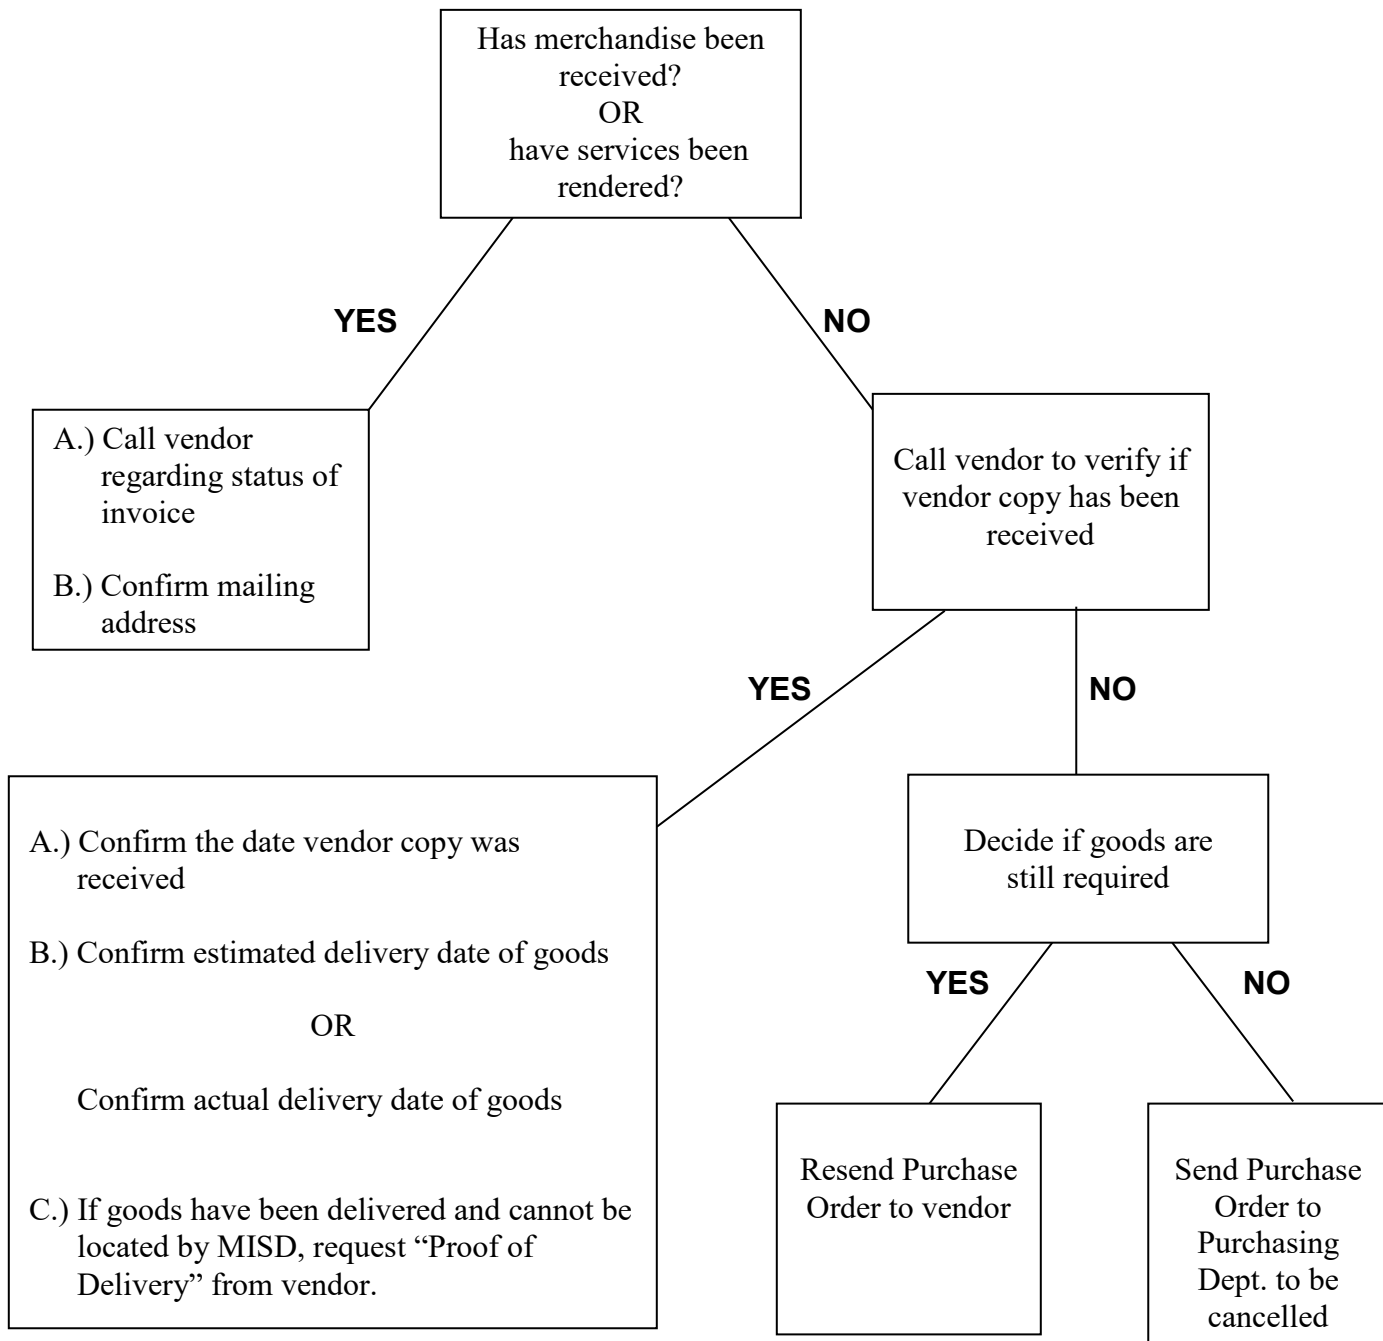 Has merchandise been
received?
OR
have services been
rendered?
YES
NO
A.) Call vendor
regarding status of
invoice
B.) Confirm mailing
address
Call vendor to verify if
vendor copy has been
received
YES
NO
A.) Confirm the date vendor copy was
received
B.) Confirm estimated delivery date of goods
OR
Confirm actual delivery date of goods
C.) If goods have been delivered and cannot be
located by MISD, request “Proof of
Delivery” from vendor.
Decide if goods are
still required
YES
NO
Resend Purchase
Order to vendor
Send Purchase
Order to
Purchasing
Dept. to be
cancelled